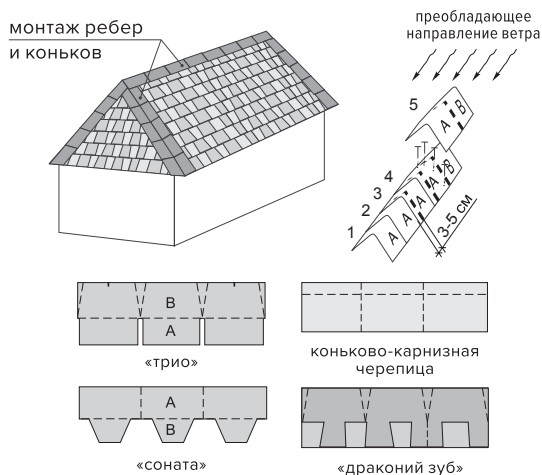 монтаж ребер
и коньков
преобладающее
направление ветра
5
A B
4
3
2
1
A A A A B
3-5 см
B
A
«трио»
коньково-карнизная
черепица
A
B
«соната»
«драконий зуб»